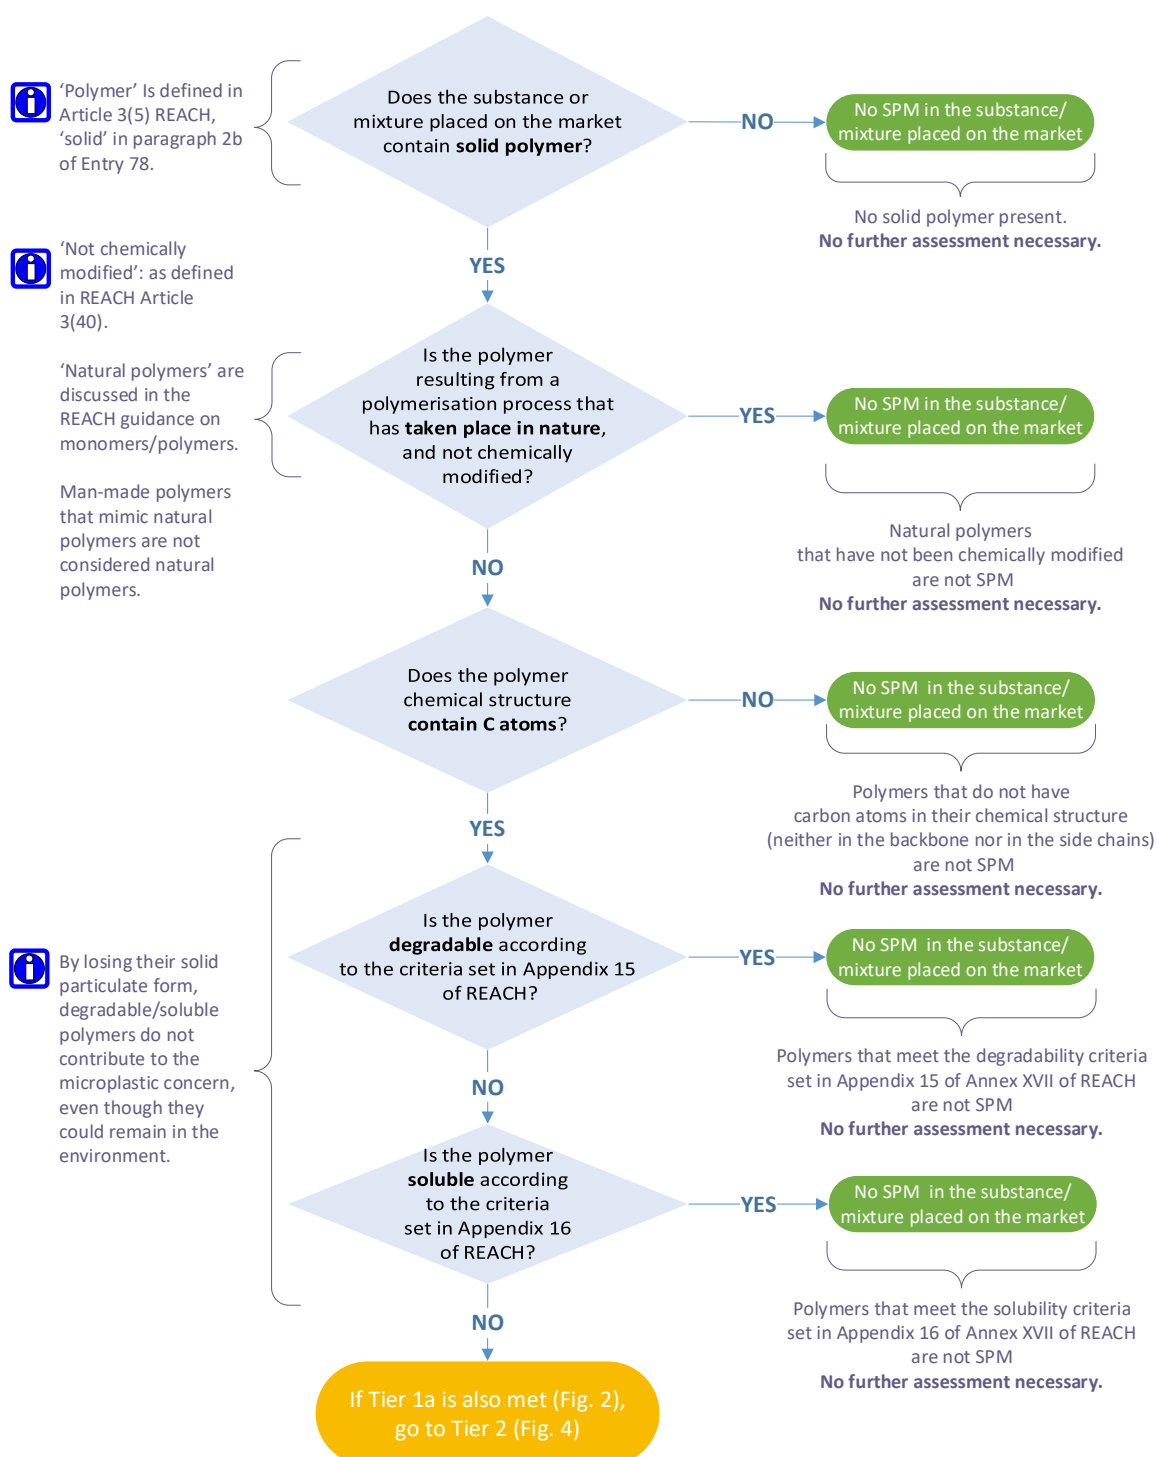 ‘Polymer’ Is defined in
Article 3(5) REACH,
‘solid’ in paragraph 2b
of Entry 78.
Does the substance or
mixture placed on the market
contain solid polymer?
NO
No SPM in the substance/
mixture placed on the market
No solid polymer present.
No further assessment necessary.
YES
‘Not chemically
modified’: as defined
in REACH Article
3(40).
‘Natural polymers’ are
discussed in the
REACH guidance on
monomers/polymers.
Man-made polymers
that mimic natural
polymers are not
considered natural
polymers.
Is the polymer
resulting from a
polymerisation process that
has taken place in nature,
and not chemically
modified?
YES
No SPM in the substance/
mixture placed on the market
Natural polymers
that have not been chemically modified
are not SPM
No further assessment necessary.
NO
Does the polymer
chemical structure
contain C atoms?
NO
No SPM in the substance/
mixture placed on the market
Polymers that do not have
carbon atoms in their chemical structure
(neither in the backbone nor in the side chains)
are not SPM
No further assessment necessary.
YES
By losing their solid
particulate form,
degradable/soluble
polymers do not
contribute to the
microplastic concern,
even though they
could remain in the
environment.
Is the polymer
degradable according
to the criteria set in Appendix 15
of REACH?
YES
No SPM in the substance/
mixture placed on the market
Polymers that meet the degradability criteria
set in Appendix 15 of Annex XVII of REACH
are not SPM
No further assessment necessary.
NO
Is the polymer
soluble according
to the criteria
set in Appendix 16
of REACH?
YES
No SPM in the substance/
mixture placed on the market
Polymers that meet the solubility criteria
set in Appendix 16 of Annex XVII of REACH
are not SPM
No further assessment necessary.
NO
If Tier 1a is also met (Fig. 2),
go to Tier 2 (Fig. 4)